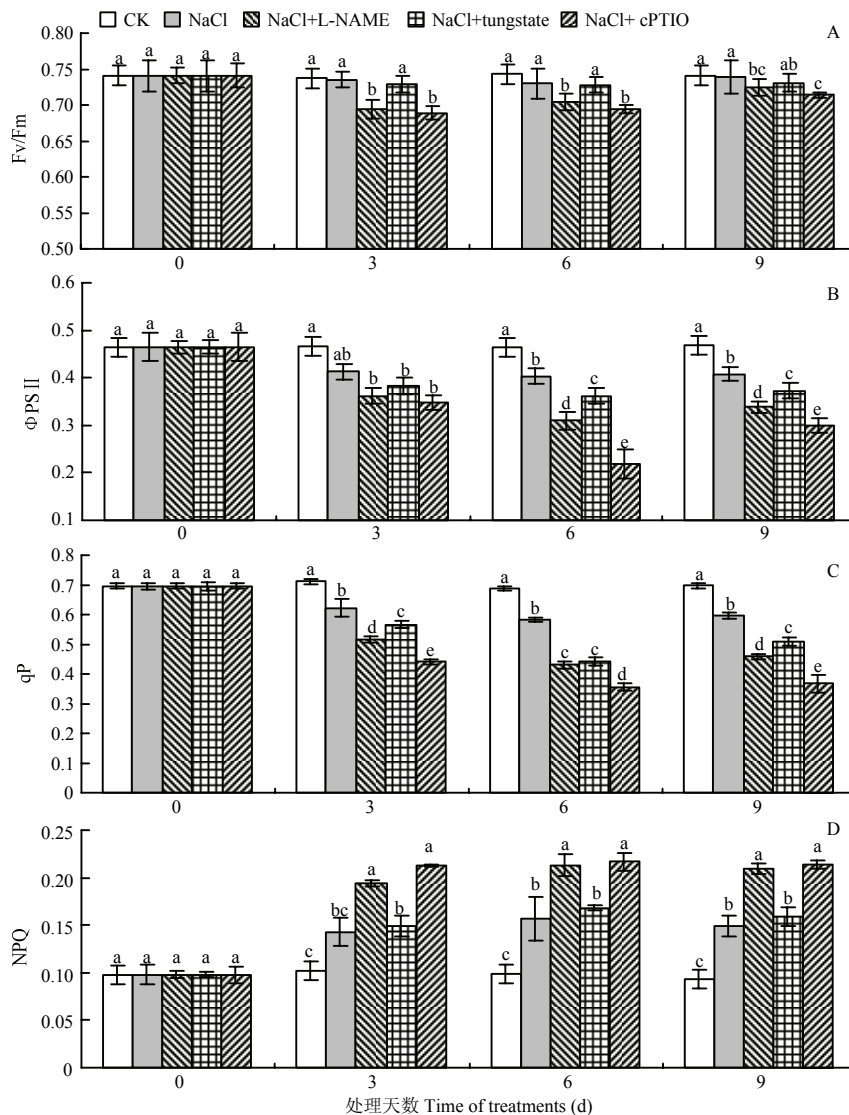 CK NaCl NaCl+L-NAME NaCl+tungstate NaCl+ cPTIO
A
0.80
0.75
0.70
0.65
0.60
0.55
0.50
Fv/Fm
a a a a a
a a b a b
a a b a b
a a bc ab c
0 3 6 9
B
0.6
0.5
0.4
0.3
0.2
0.1
ΦPSⅡ
a a a a a
a ab b b b
a b d c e
a b d c e
0 3 6 9
C
0.8
0.7
0.6
0.5
0.4
0.3
0.2
0.1
0
qP
a a a a a
a b d c e
a b c c d
a b d c e
0 3 6 9
D
0.25
0.20
0.15
0.10
0.05
0
NPQ
a a a a a
c bc a b a
c b a b a
c b a b a
0 3 6 9
处理天数 Time of treatments (d)